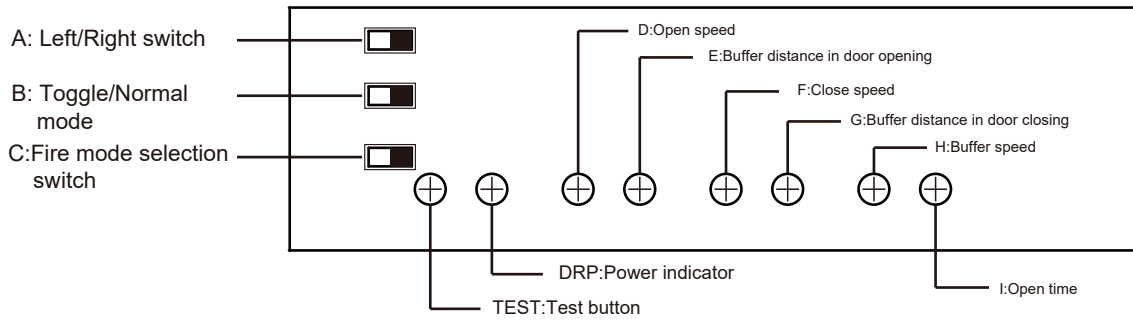 A: Left/Right switch
B: Toggle/Normal
mode
C:Fire mode selection
switch
D:Open speed
E:Buffer distance in door opening
F:Close speed
G:Buffer distance in door closing
H:Buffer speed
DRP:Power indicator
I:Open time
TEST:Test button